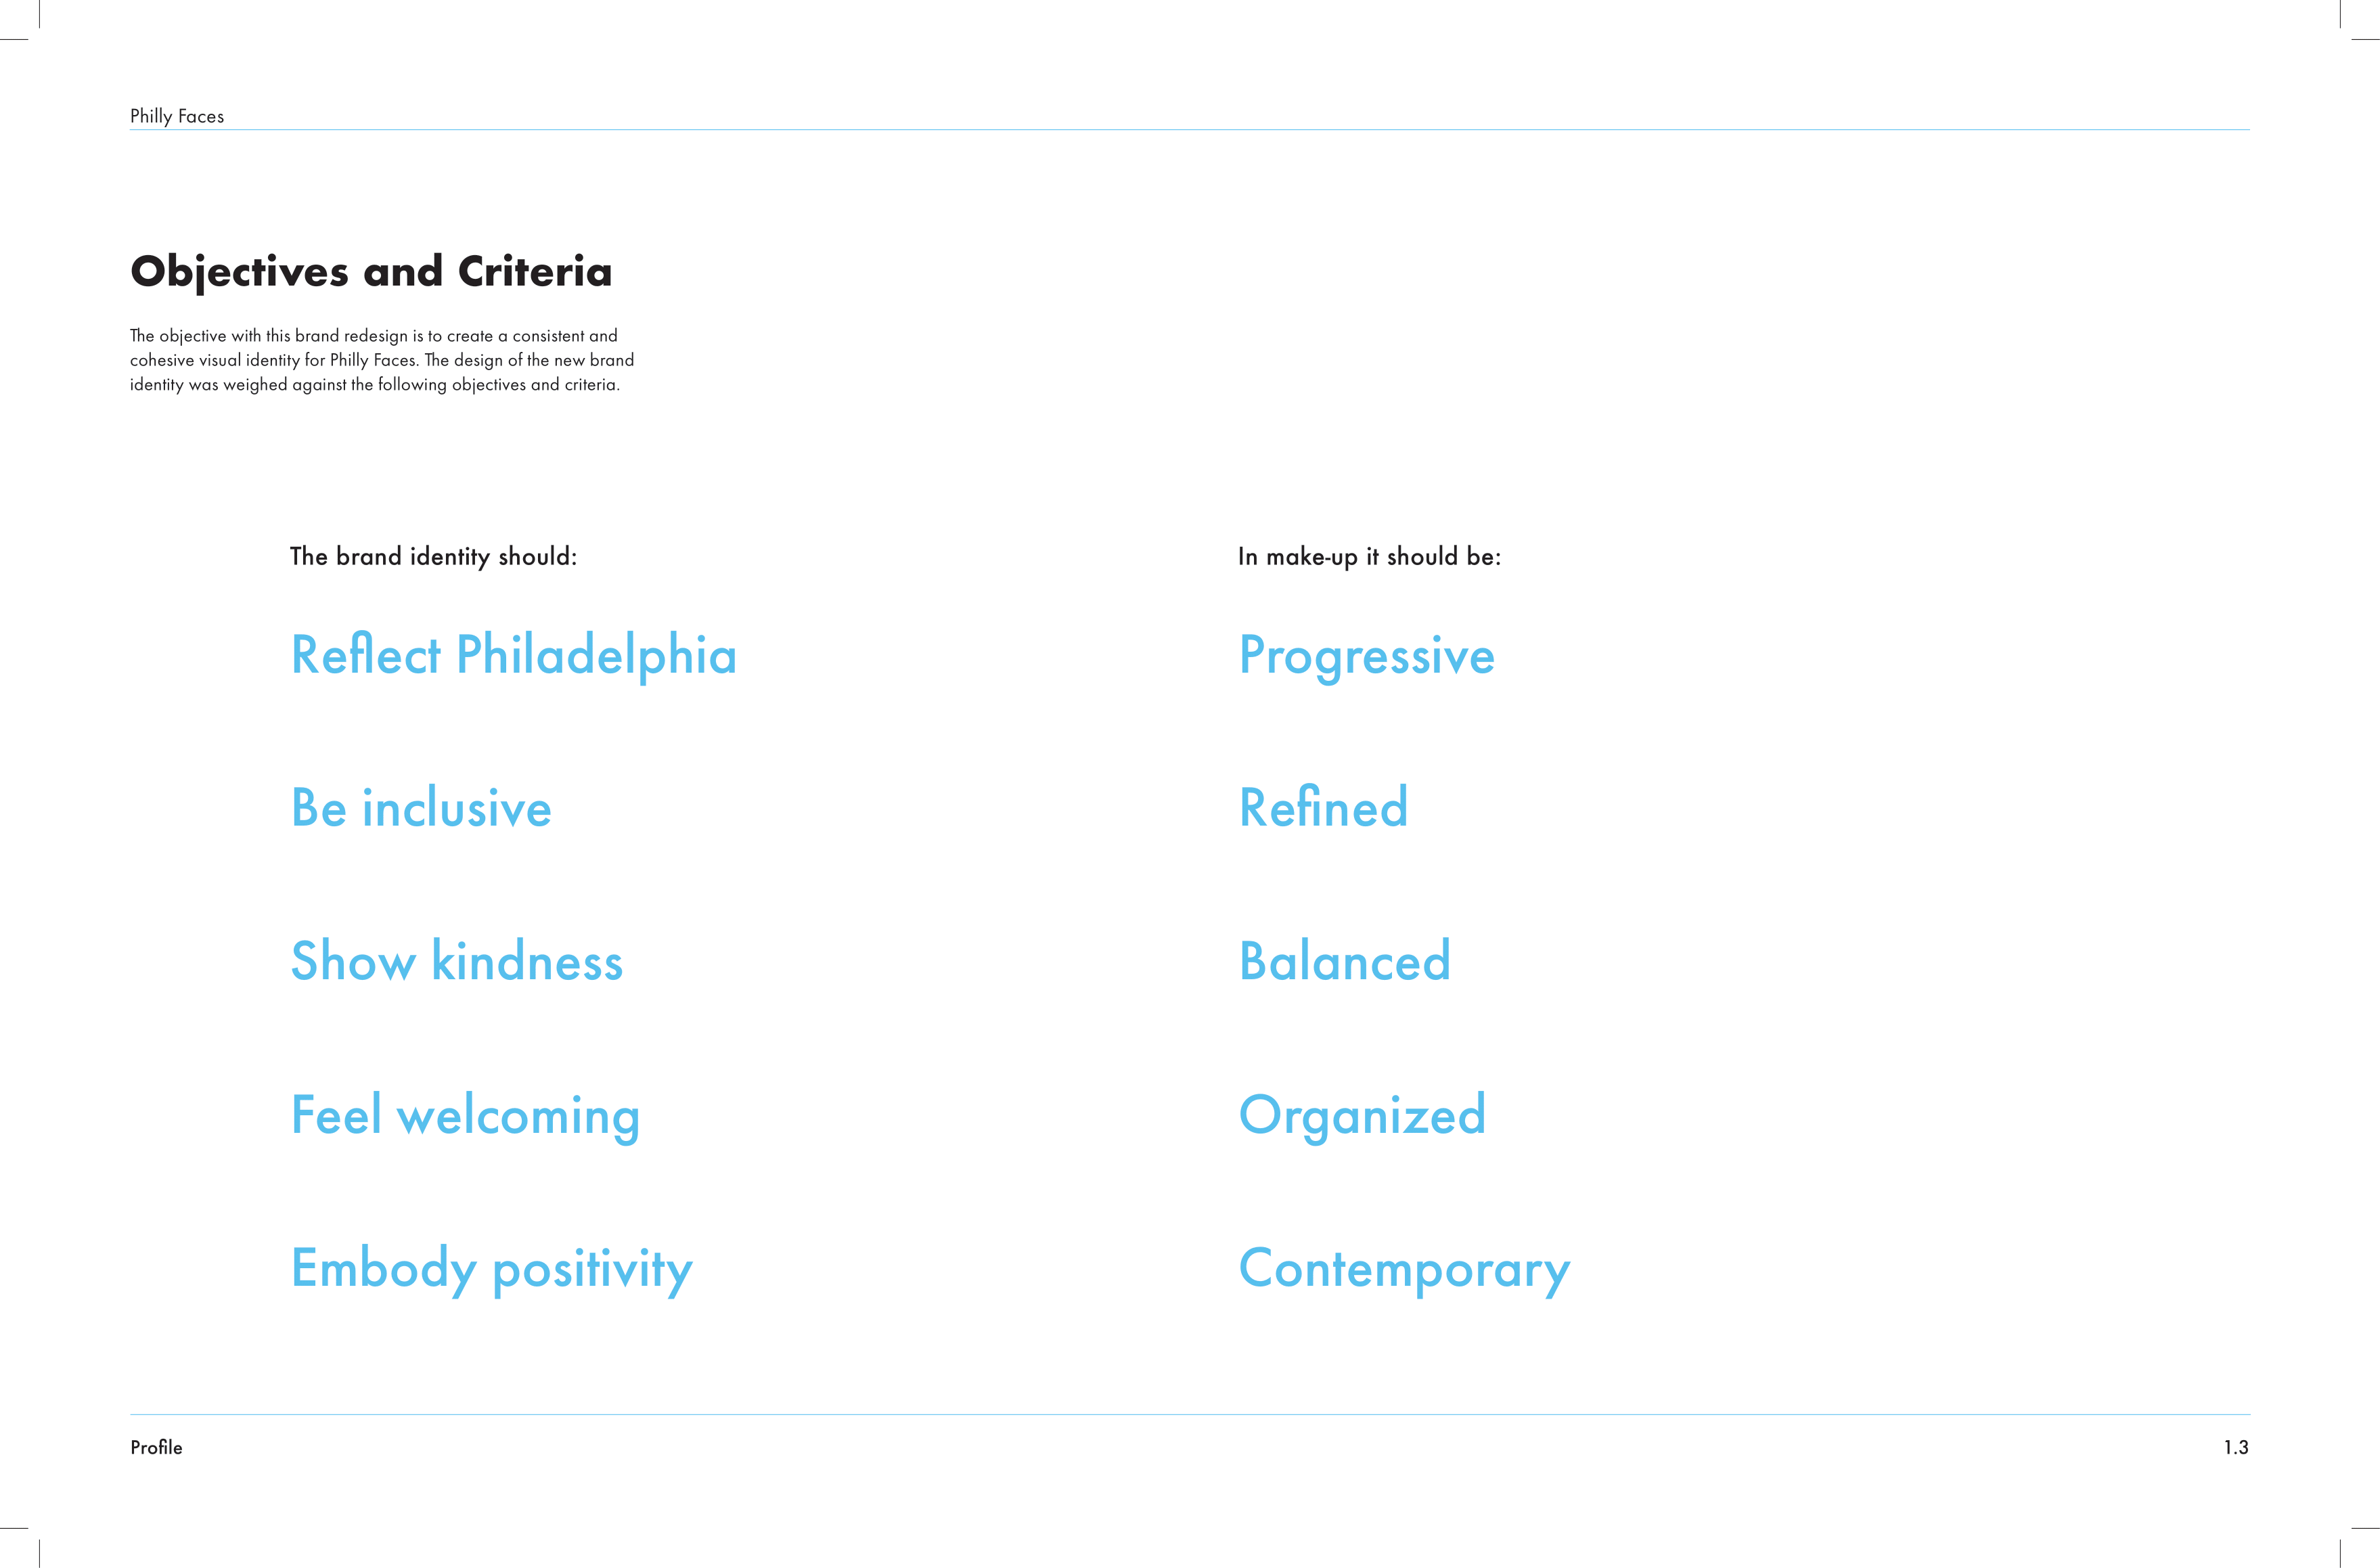 Philly Faces
Objectives and Criteria
The objective with this brand redesign is to create a consistent and
cohesive visual identity for Philly Faces. The design of the new brand
identity was weighed against the following objectives and criteria.
The brand identity should:
Reflect Philadelphia
Be inclusive
Show kindness
Feel welcoming
Embody positivity
In make-up it should be:
Progressive
Refined
Balanced
Organized
Contemporary
Profile
1.3